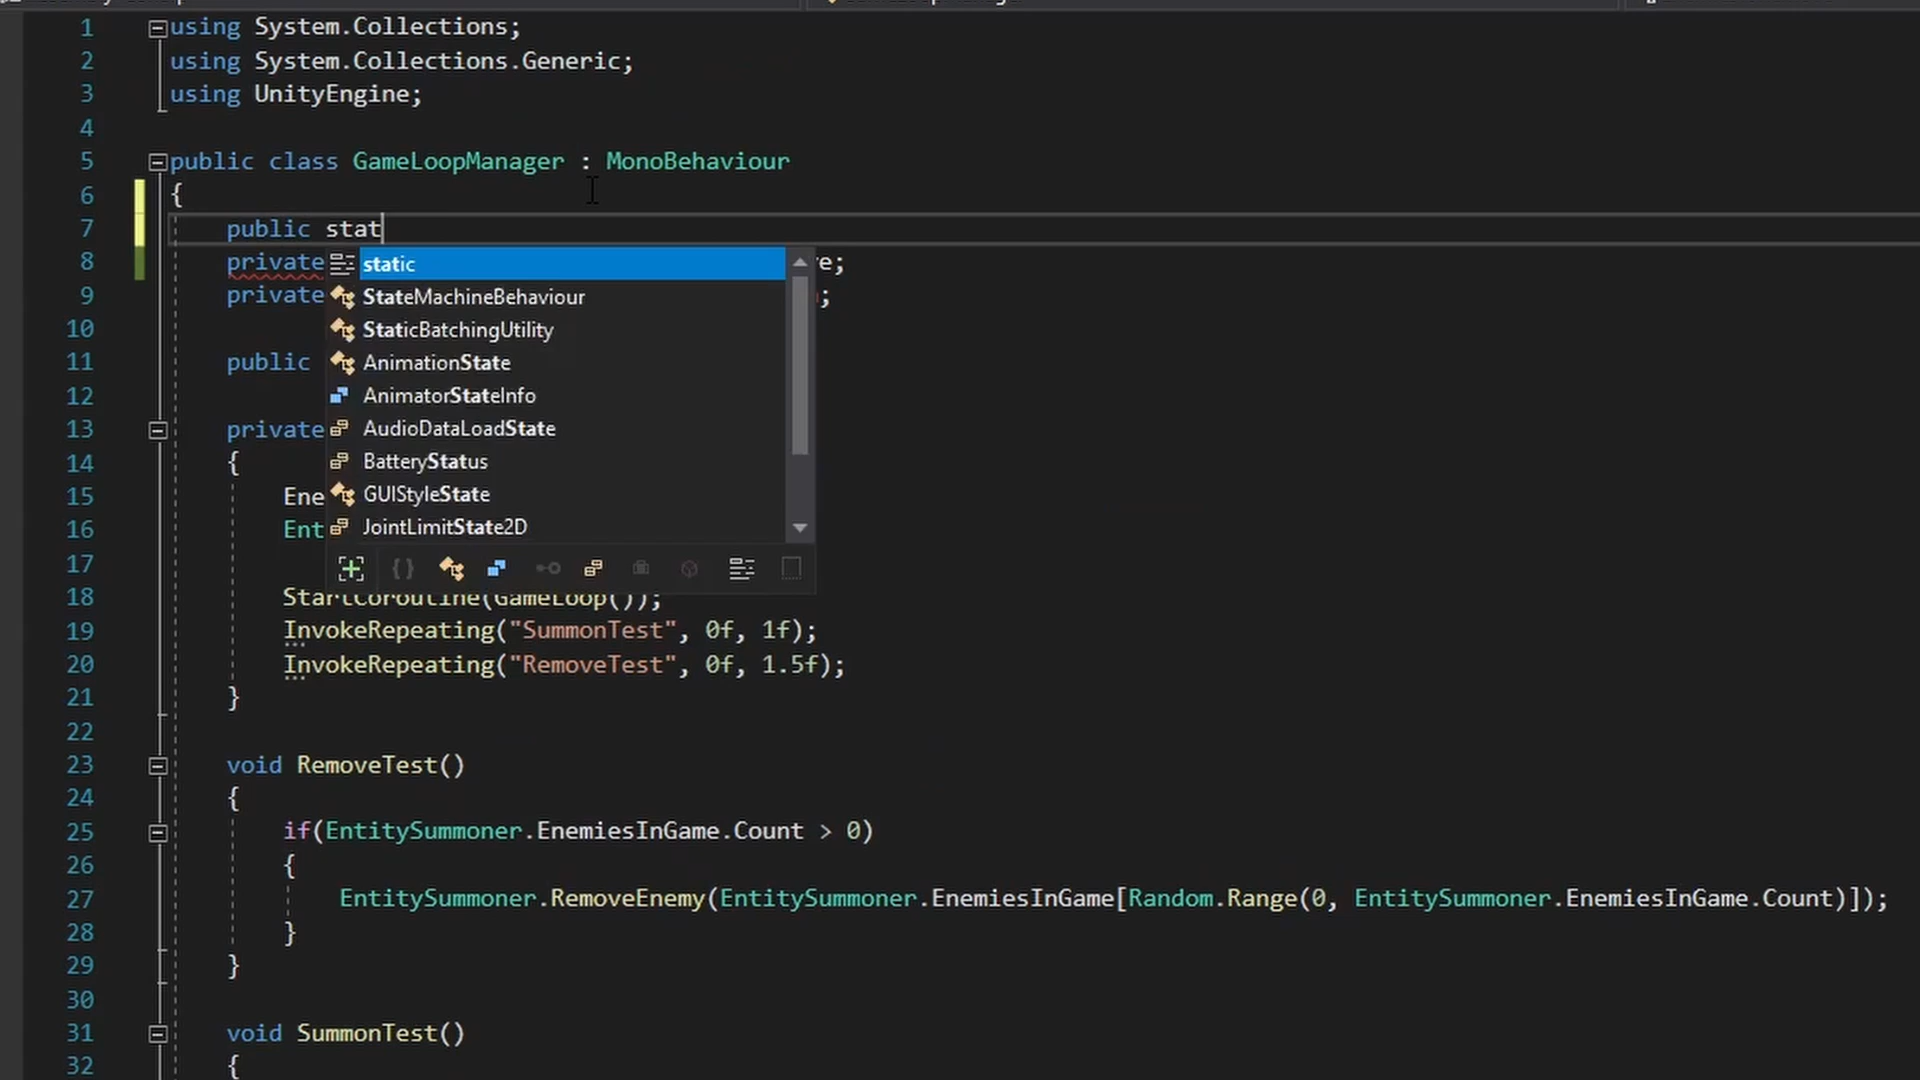 1 using System.Collections;
2 using System.Collections.Generic;
3 using UnityEngine;
4
5 public class GameLoopManager : MonoBehaviour
6 {
7 public stat
8 private e;
9 private ;
10
11 public
12
13 private
14 {
15 Ene
16 Ent
17
18 StartCoroutine(GameLoop());
19 InvokeRepeating("SummonTest", 0f, 1f);
20 InvokeRepeating("RemoveTest", 0f, 1.5f);
21 }
22
23 void RemoveTest()
24 {
25 if(EntitySummoner.EnemiesInGame.Count > 0)
26 {
27 EntitySummoner.RemoveEnemy(EntitySummoner.EnemiesInGame[Random.Range(0, EntitySummoner.EnemiesInGame.Count)]);
28 }
29 }
30
31 void SummonTest()
32 {
static
StateMachineBehaviour
StaticBatchingUtility
AnimationState
AnimatorStateInfo
AudioDataLoadState
BatteryStatus
GUIStyleState
JointLimitState2D